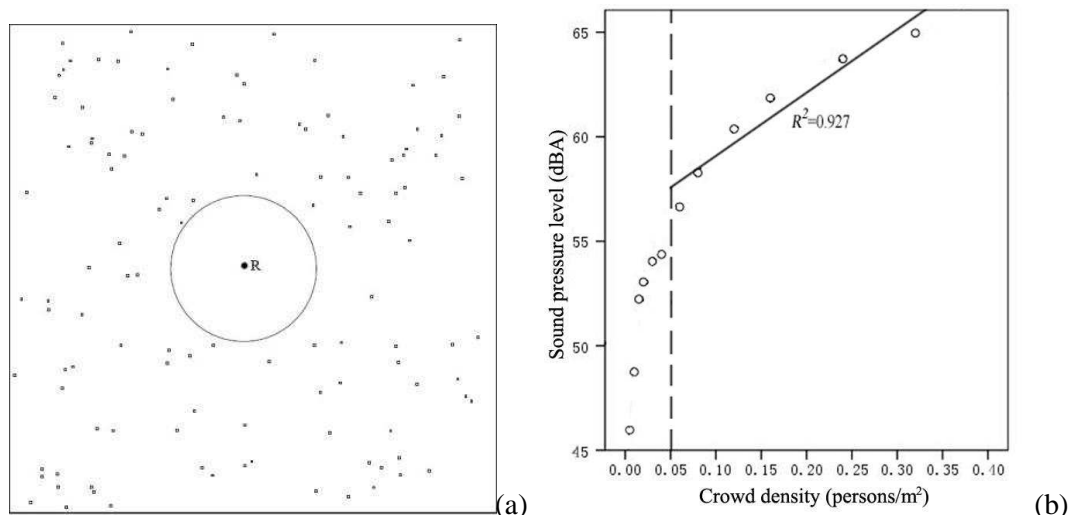 R
(a)
Sound pressure level (dBA)
65
60
55
50
45
R²=0.927
0.00 0.05 0.10 0.15 0.20 0.25 0.30 0.35 0.40
Crowd density (persons/m²)
(b)